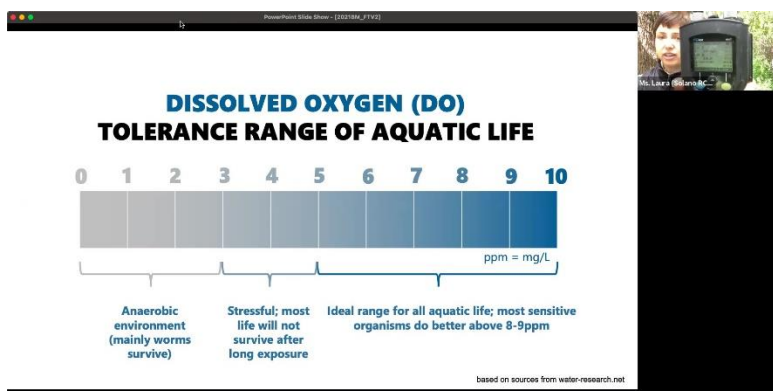 PowerPoint Slide Show - [2021BM_FTV2]
Ms. Laura (Solano RC...
DISSOLVED OXYGEN (DO)
TOLERANCE RANGE OF AQUATIC LIFE
0 1 2 3 4 5 6 7 8 9 10
ppm = mg/L
Anaerobic
environment
(mainly worms
survive)
Stressful; most
life will not
survive after
long exposure
Ideal range for all aquatic life; most sensitive
organisms do better above 8-9ppm
based on sources from water-research.net